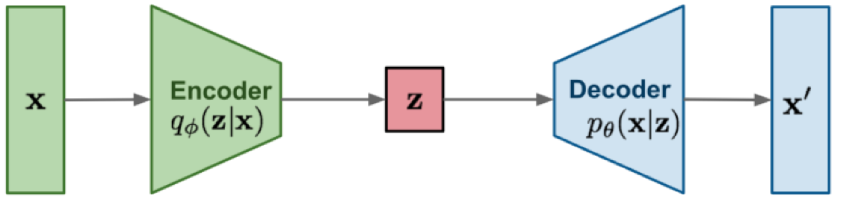 x
Encoder
qϕ(z|x)
z
Decoder
pθ(x|z)
x′